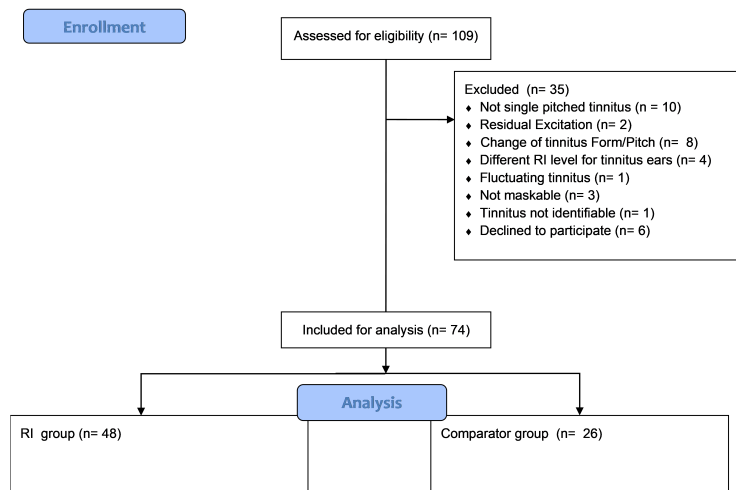 Enrollment
Assessed for eligibility (n= 109)
Excluded (n= 35)
♦ Not single pitched tinnitus (n = 10)
♦ Residual Excitation (n= 2)
♦ Change of tinnitus Form/Pitch (n= 8)
♦ Different RI level for tinnitus ears (n= 4)
♦ Fluctuating tinnitus (n= 1)
♦ Not maskable (n= 3)
♦ Tinnitus not identifiable (n= 1)
♦ Declined to participate (n= 6)
Included for analysis (n= 74)
Analysis
RI group (n= 48)
Comparator group (n= 26)